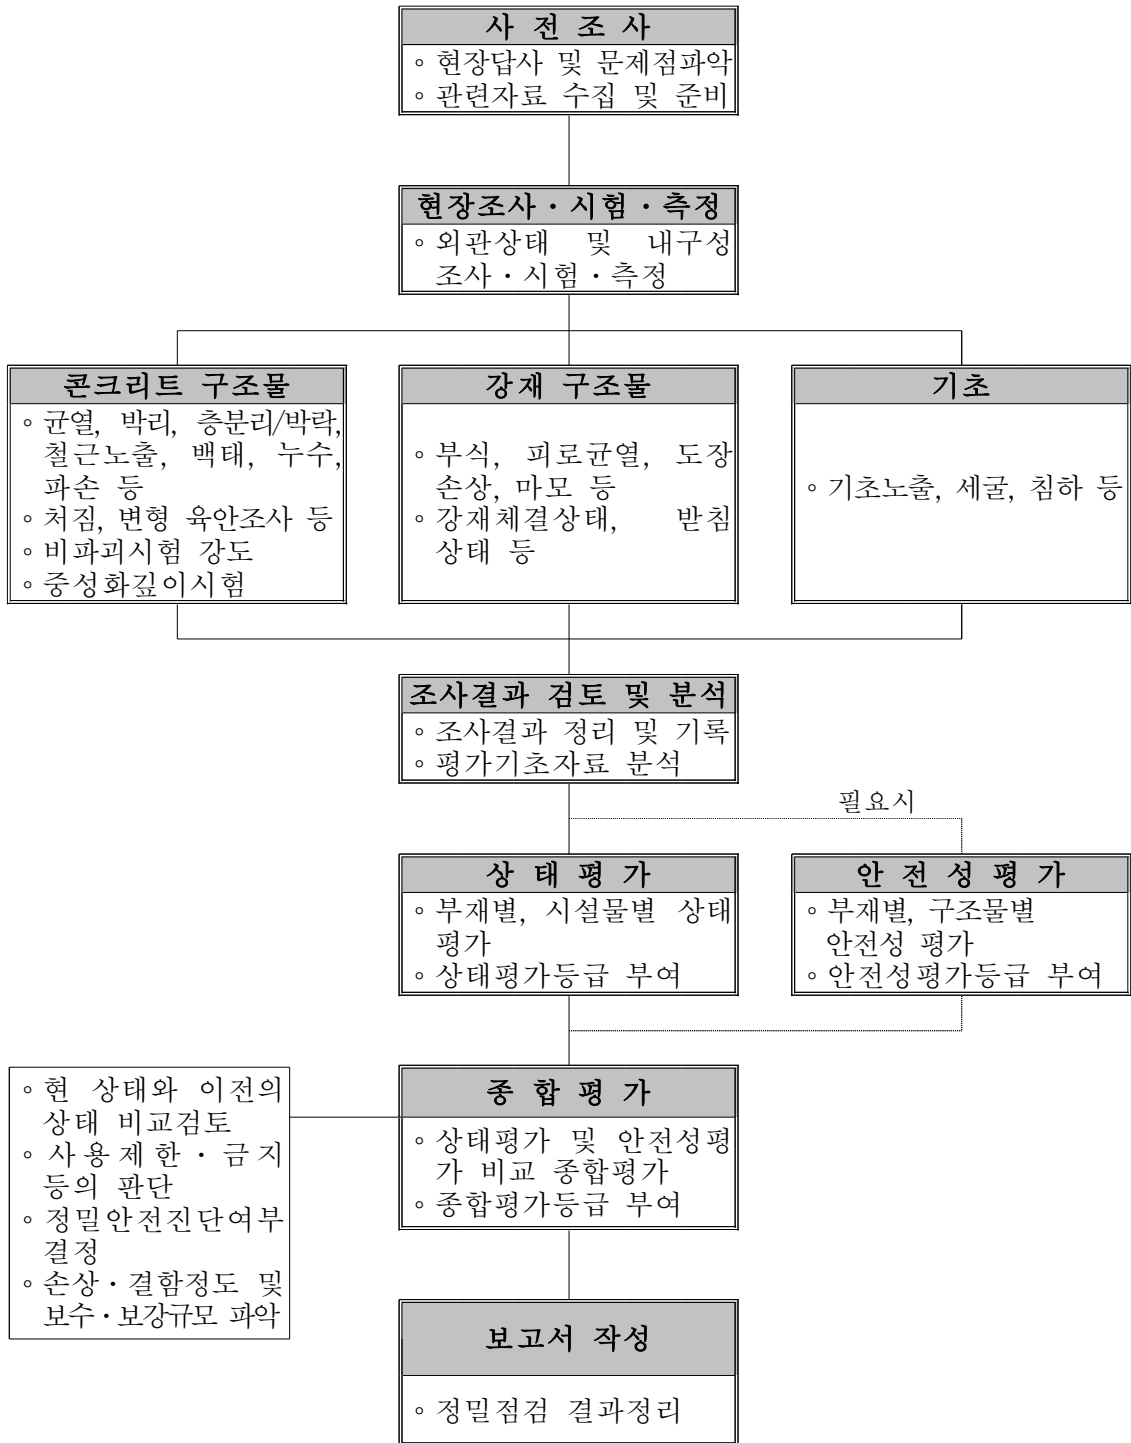 사 전 조 사
◦ 현장답사 및 문제점파악
◦ 관련자료 수집 및 준비
현장조사・시험・측정
◦ 외관상태 및 내구성
조사・시험・측정
콘크리트 구조물
◦ 균열, 박리, 층분리/박락,
철근노출, 백태, 누수,
파손 등
◦ 처짐, 변형 육안조사 등
◦ 비파괴시험 강도
◦ 중성화깊이시험
강재 구조물
◦ 부식, 피로균열, 도장
손상, 마모 등
◦ 강재체결상태, 받침
상태 등
기초
◦ 기초노출, 세굴, 침하 등
조사결과 검토 및 분석
◦ 조사결과 정리 및 기록
◦ 평가기초자료 분석
필요시
상 태 평 가
◦ 부재별, 시설물별 상태
평가
◦ 상태평가등급 부여
안 전 성 평 가
◦ 부재별, 구조물별
안전성 평가
◦ 안전성평가등급 부여
◦ 현 상태와 이전의
상태 비교검토
◦ 사용제한・금지
등의 판단
◦ 정밀안전진단여부
결정
◦ 손상・결함정도 및
보수・보강규모 파악
종 합 평 가
◦ 상태평가 및 안전성평
가 비교 종합평가
◦ 종합평가등급 부여
보고서 작성
◦ 정밀점검 결과정리